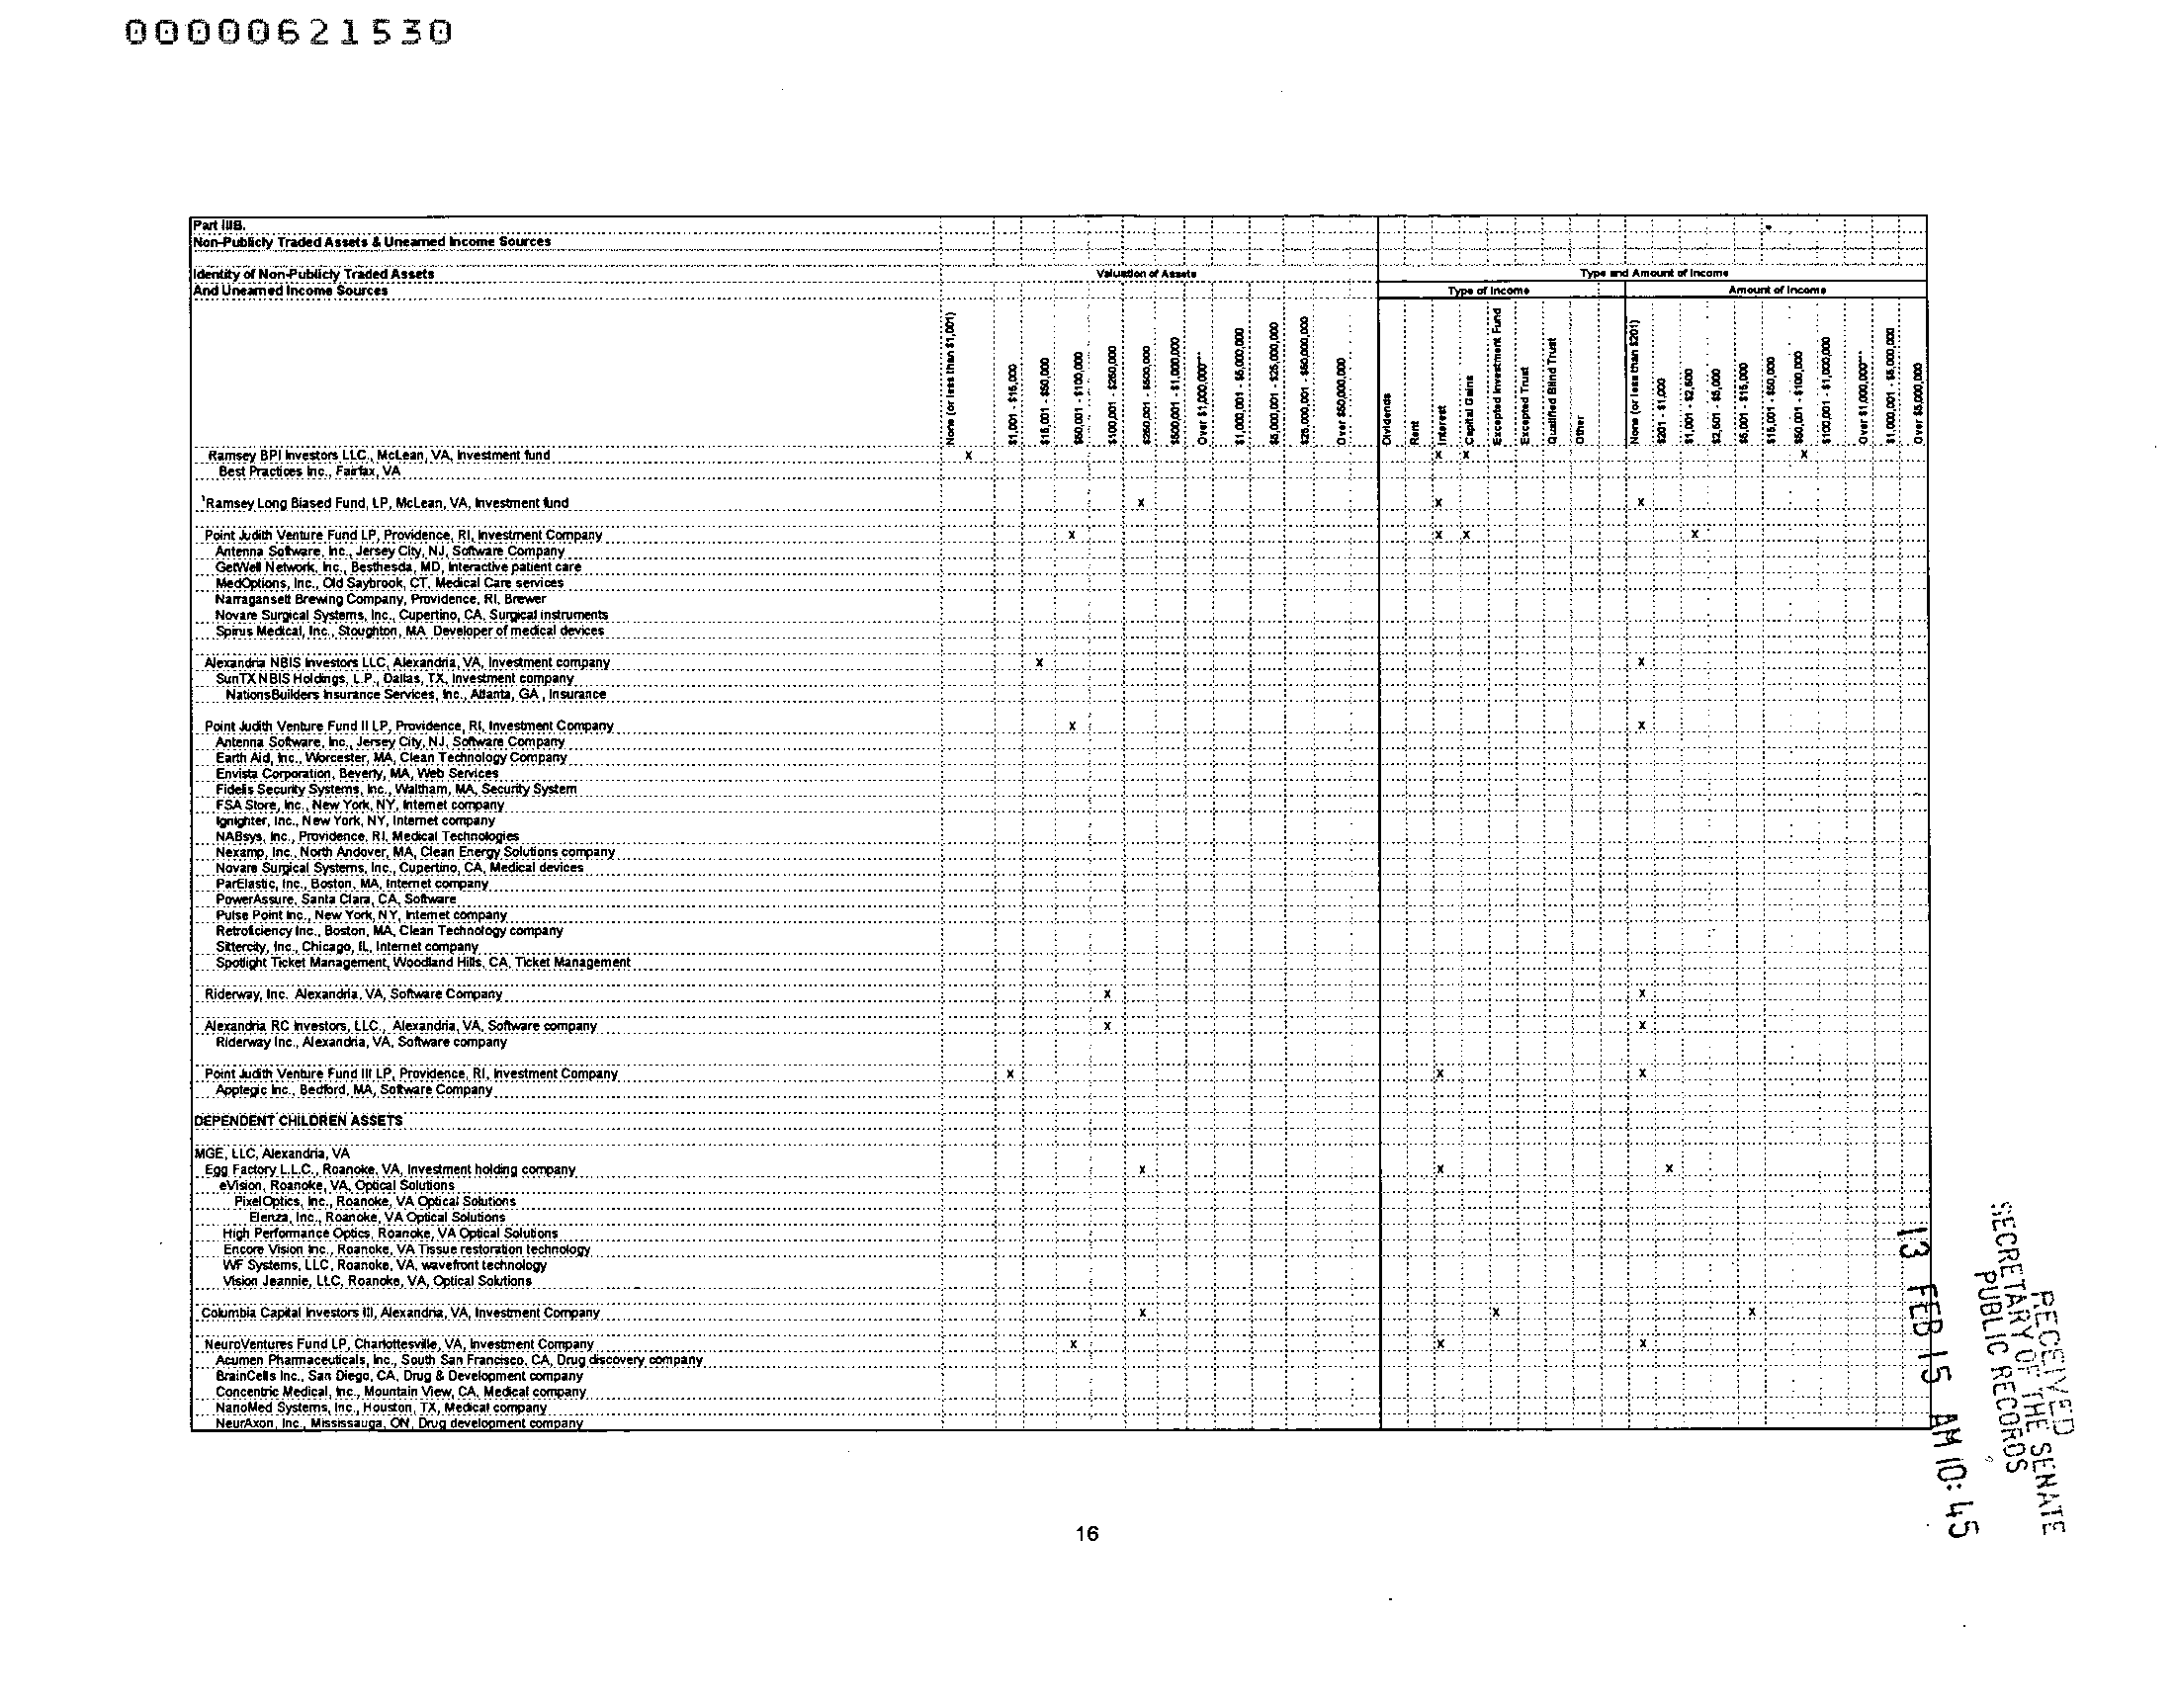 00000621530
Part IIIB.
Non-Publicly Traded Assets & Unearned Income Sources
Identity of Non-Publicly Traded Assets
Valuation of Assets
Type and Amount of Income
And Unearned Income Sources
Type of Income
Amount of Income
None (or less than $1,001)
$1,001 - $15,000
$15,001 - $50,000
$50,001 - $100,000
$100,001 - $250,000
$250,001 - $500,000
$500,001 - $1,000,000
Over $1,000,000***
$1,000,001 - $5,000,000
$5,000,001 - $25,000,000
$25,000,001 - $50,000,000
Over $50,000,000
Dividends
Rent
Interest
Capital Gains
Excepted Investment Fund
Excepted Trust
Qualified Blind Trust
Other
None (or less than $201)
$201 - $1,000
$1,001 - $2,500
$2,501 - $5,000
$5,001 - $15,000
$15,001 - $50,000
$50,001 - $100,000
$100,001 - $1,000,000
Over $1,000,000***
$1,000,001 - $5,000,000
Over $5,000,000
Ramsey BPI Investors LLC., McLean, VA, Investment fund x x x x
Best Practices Inc., Fairfax, VA
¹Ramsey Long Biased Fund, LP, McLean, VA, Investment fund x x x
Point Judith Venture Fund LP, Providence, RI, Investment Company x x x x
Antenna Software, Inc., Jersey City, NJ, Software Company
GetWell Network, Inc., Besthesda, MD, Interactive patient care
MedOptions, Inc., Old Saybrook, CT, Medical Care services
Narragansett Brewing Company, Providence, RI, Brewer
Novare Surgical Systems, Inc., Cupertino, CA, Surgical instruments
Spirus Medical, Inc., Stoughton, MA Developer of medical devices
Alexandria NBIS Investors LLC, Alexandria, VA, Investment company x x
SunTX NBIS Holdings, L.P., Dallas, TX, Investment company
NationsBuilders Insurance Services, Inc., Atlanta, GA , Insurance
Point Judith Venture Fund II LP, Providence, RI, Investment Company x x
Antenna Software, Inc., Jersey City, NJ, Software Company
Earth Aid, Inc., Worcester, MA, Clean Technology Company
Envista Corporation, Beverly, MA, Web Services
Fidelis Security Systems, Inc., Waltham, MA, Security System
FSA Store, Inc., New York, NY, Internet company
Ignighter, Inc., New York, NY, Internet company
NABsys, Inc., Providence, RI, Medical Technologies
Nexamp, Inc., North Andover, MA, Clean Energy Solutions company
Novare Surgical Systems, Inc., Cupertino, CA, Medical devices
ParElastic, Inc., Boston, MA, Internet company
PowerAssure, Santa Clara, CA, Software
Pulse Point Inc., New York, NY, Internet company
Retroficiency Inc., Boston, MA, Clean Technology company
Sittercity, Inc., Chicago, IL, Internet company
Spotlight Ticket Management, Woodland Hills, CA, Ticket Management
Riderway, Inc. Alexandria, VA, Software Company x x
Alexandria RC Investors, LLC., Alexandria, VA, Software company x x
Riderway Inc., Alexandria, VA, Software company
Point Judith Venture Fund III LP, Providence, RI, Investment Company x x x
Apptegic Inc., Bedford, MA, Software Company
DEPENDENT CHILDREN ASSETS
MGE, LLC, Alexandria, VA
Egg Factory L.L.C., Roanoke, VA, Investment holding company x x x
eVision, Roanoke, VA, Optical Solutions
PixelOptics, Inc., Roanoke, VA Optical Solutions
Elenza, Inc., Roanoke, VA Optical Solutions
High Performance Optics, Roanoke, VA Optical Solutions
Encore Vision Inc., Roanoke, VA Tissue restoration technology
WF Systems, LLC, Roanoke, VA, wavefront technology
Vision Jeannie, LLC, Roanoke, VA, Optical Solutions
Columbia Capital Investors III, Alexandria, VA, Investment Company x x x
NeuroVentures Fund LP, Charlottesville, VA, Investment Company x x x
Acumen Pharmaceuticals, Inc., South San Francisco, CA, Drug discovery company
BrainCells Inc., San Diego, CA, Drug & Development company
Concentric Medical, Inc., Mountain View, CA, Medical company
NanoMed Systems, Inc., Houston, TX, Medical company
NeurAxon, Inc., Mississauga, ON, Drug development company
RECEIVED
SECRETARY OF THE SENATE
PUBLIC RECORDS
13 FEB 15 AM 10:45
16